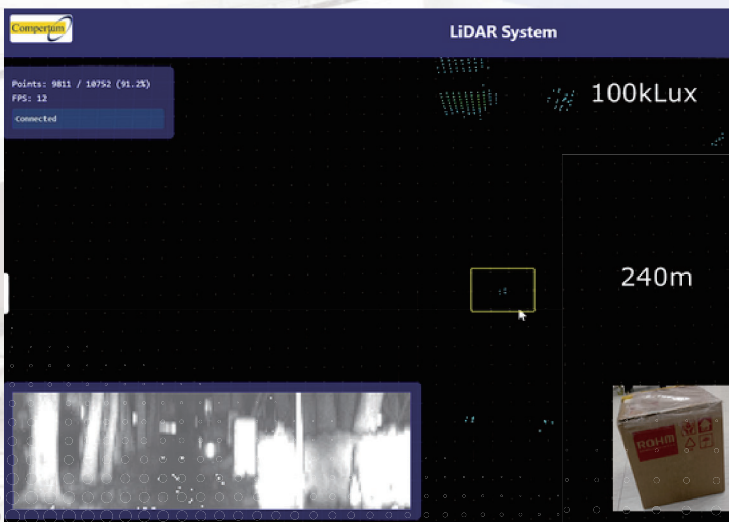 Compertum
LiDAR System
Points: 9811 / 10752 (91.2%)
FPS: 12
Connected
100kLux
240m
ROHM